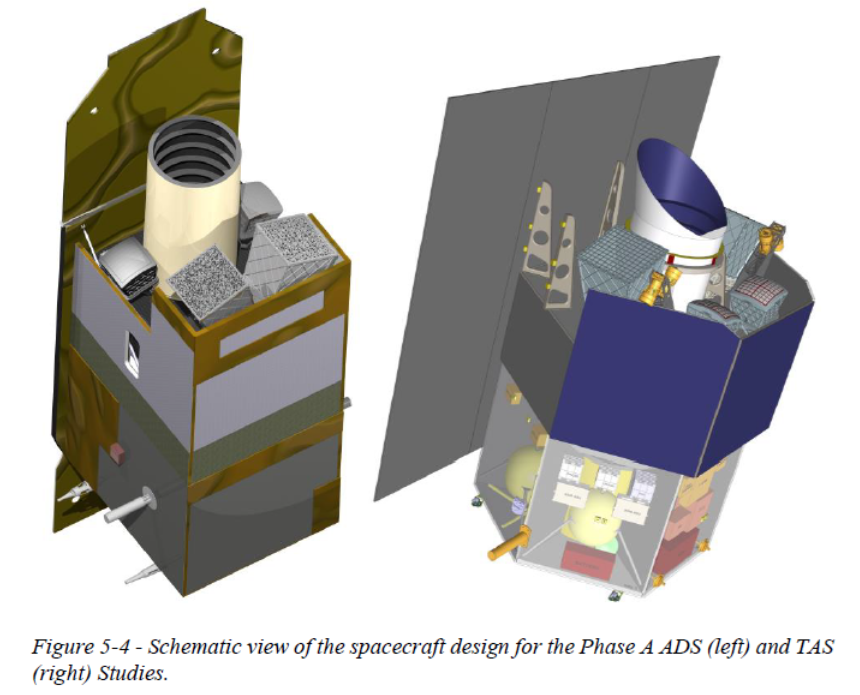 Figure 5-4 - Schematic view of the spacecraft design for the Phase A ADS (left) and TAS
(right) Studies.